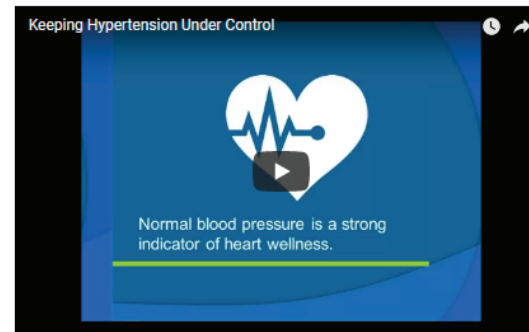 Keeping Hypertension Under Control
Normal blood pressure is a strong
indicator of heart wellness.